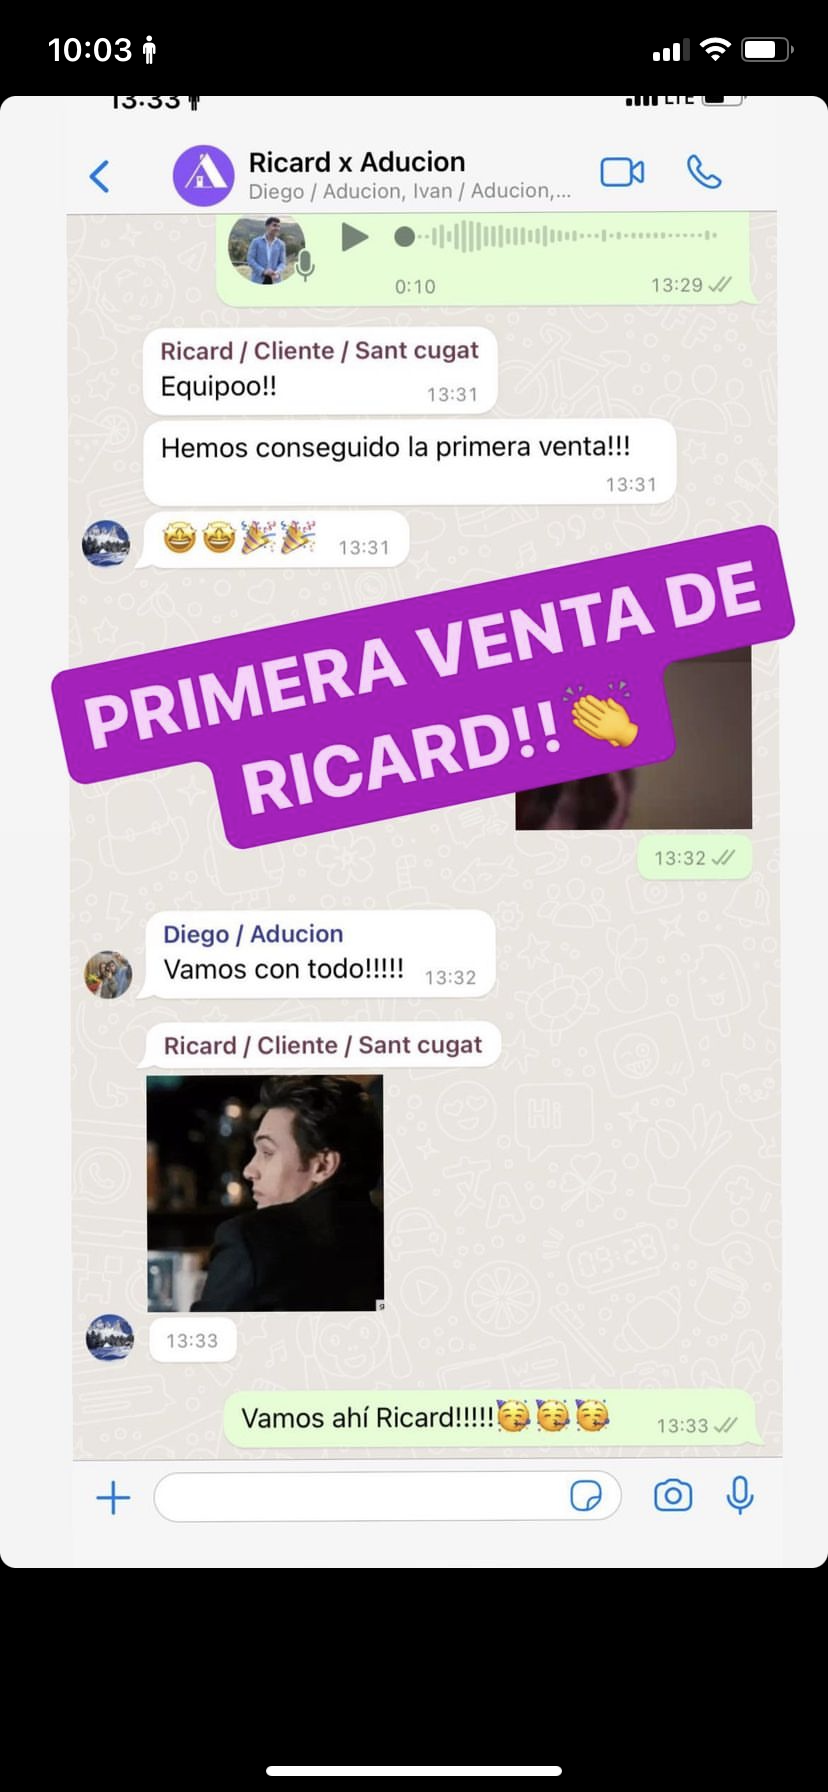 10:03
13:33
LTE
Ricard x Aducion
Diego / Aducion, Ivan / Aducion,...
0:10
13:29
Ricard / Cliente / Sant cugat
Equipoo!!
13:31
Hemos conseguido la primera venta!!!
13:31
🤩🤩🎉🎉 13:31
PRIMERA VENTA DE
RICARD!!👏
13:32
Diego / Aducion
Vamos con todo!!!!!
13:32
Ricard / Cliente / Sant cugat
13:33
Vamos ahí Ricard!!!!!🥳🥳🥳
13:33